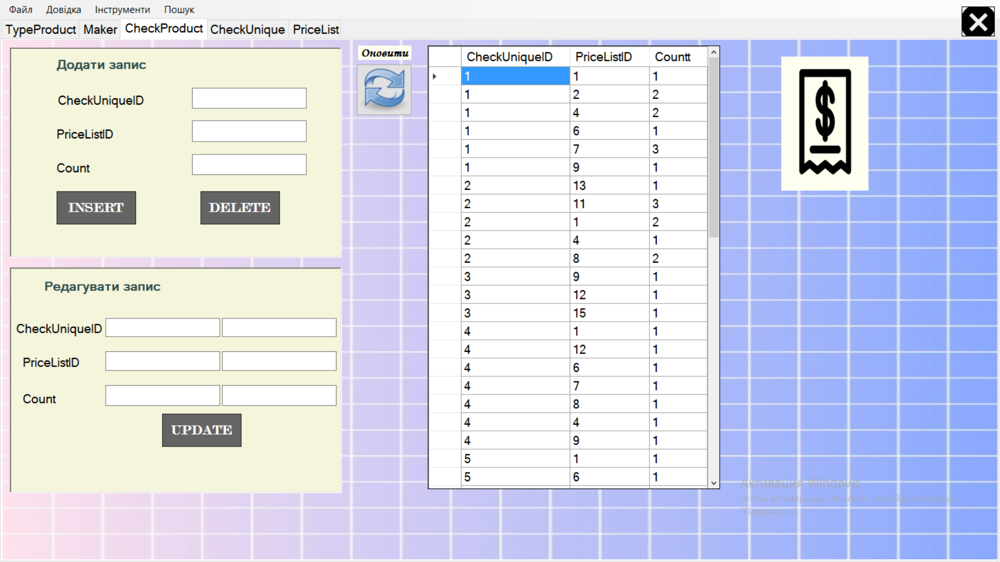 Файл Довідка Інструменти Пошук
TypeProduct Maker CheckProduct CheckUnique PriceList
Додати запис
CheckUniqueID
PriceListID
Count
INSERT DELETE
Редагувати запис
CheckUniqueID
PriceListID
Count
UPDATE
Оновити
CheckUniqueID PriceListID Countt
1 1 1
1 2 2
1 4 2
1 6 1
1 7 3
1 9 1
2 13 1
2 11 3
2 1 2
2 4 1
2 8 2
3 9 1
3 12 1
3 15 1
4 1 1
4 12 1
4 6 1
4 7 1
4 8 1
4 4 1
4 9 1
5 1 1
5 6 1
$
Активация Windows
Чтобы активировать Windows, перейдите в раздел
"Параметры".